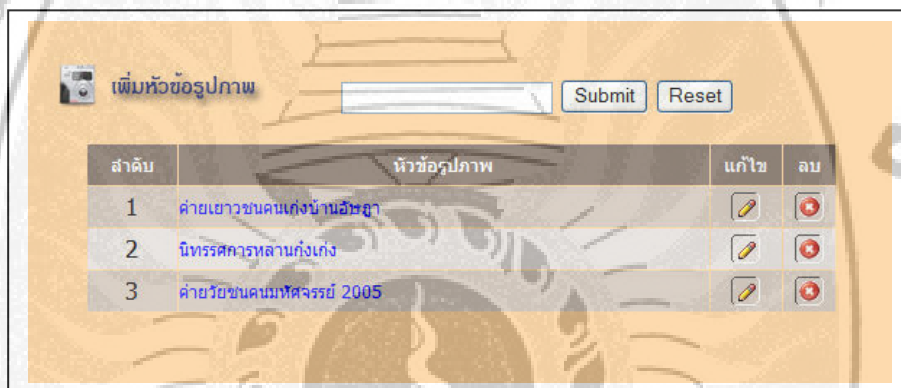 เพิ่มหัวข้อรูปภาพ Submit Reset
ลำดับ หัวข้อรูปภาพ แก้ไข ลบ
1 ค่ายเยาวชนคนเก่งบ้านอัษฎา
2 นิทรรศการหลานกังเก่ง
3 ค่ายวัยชนคนมหัศจรรย์ 2005